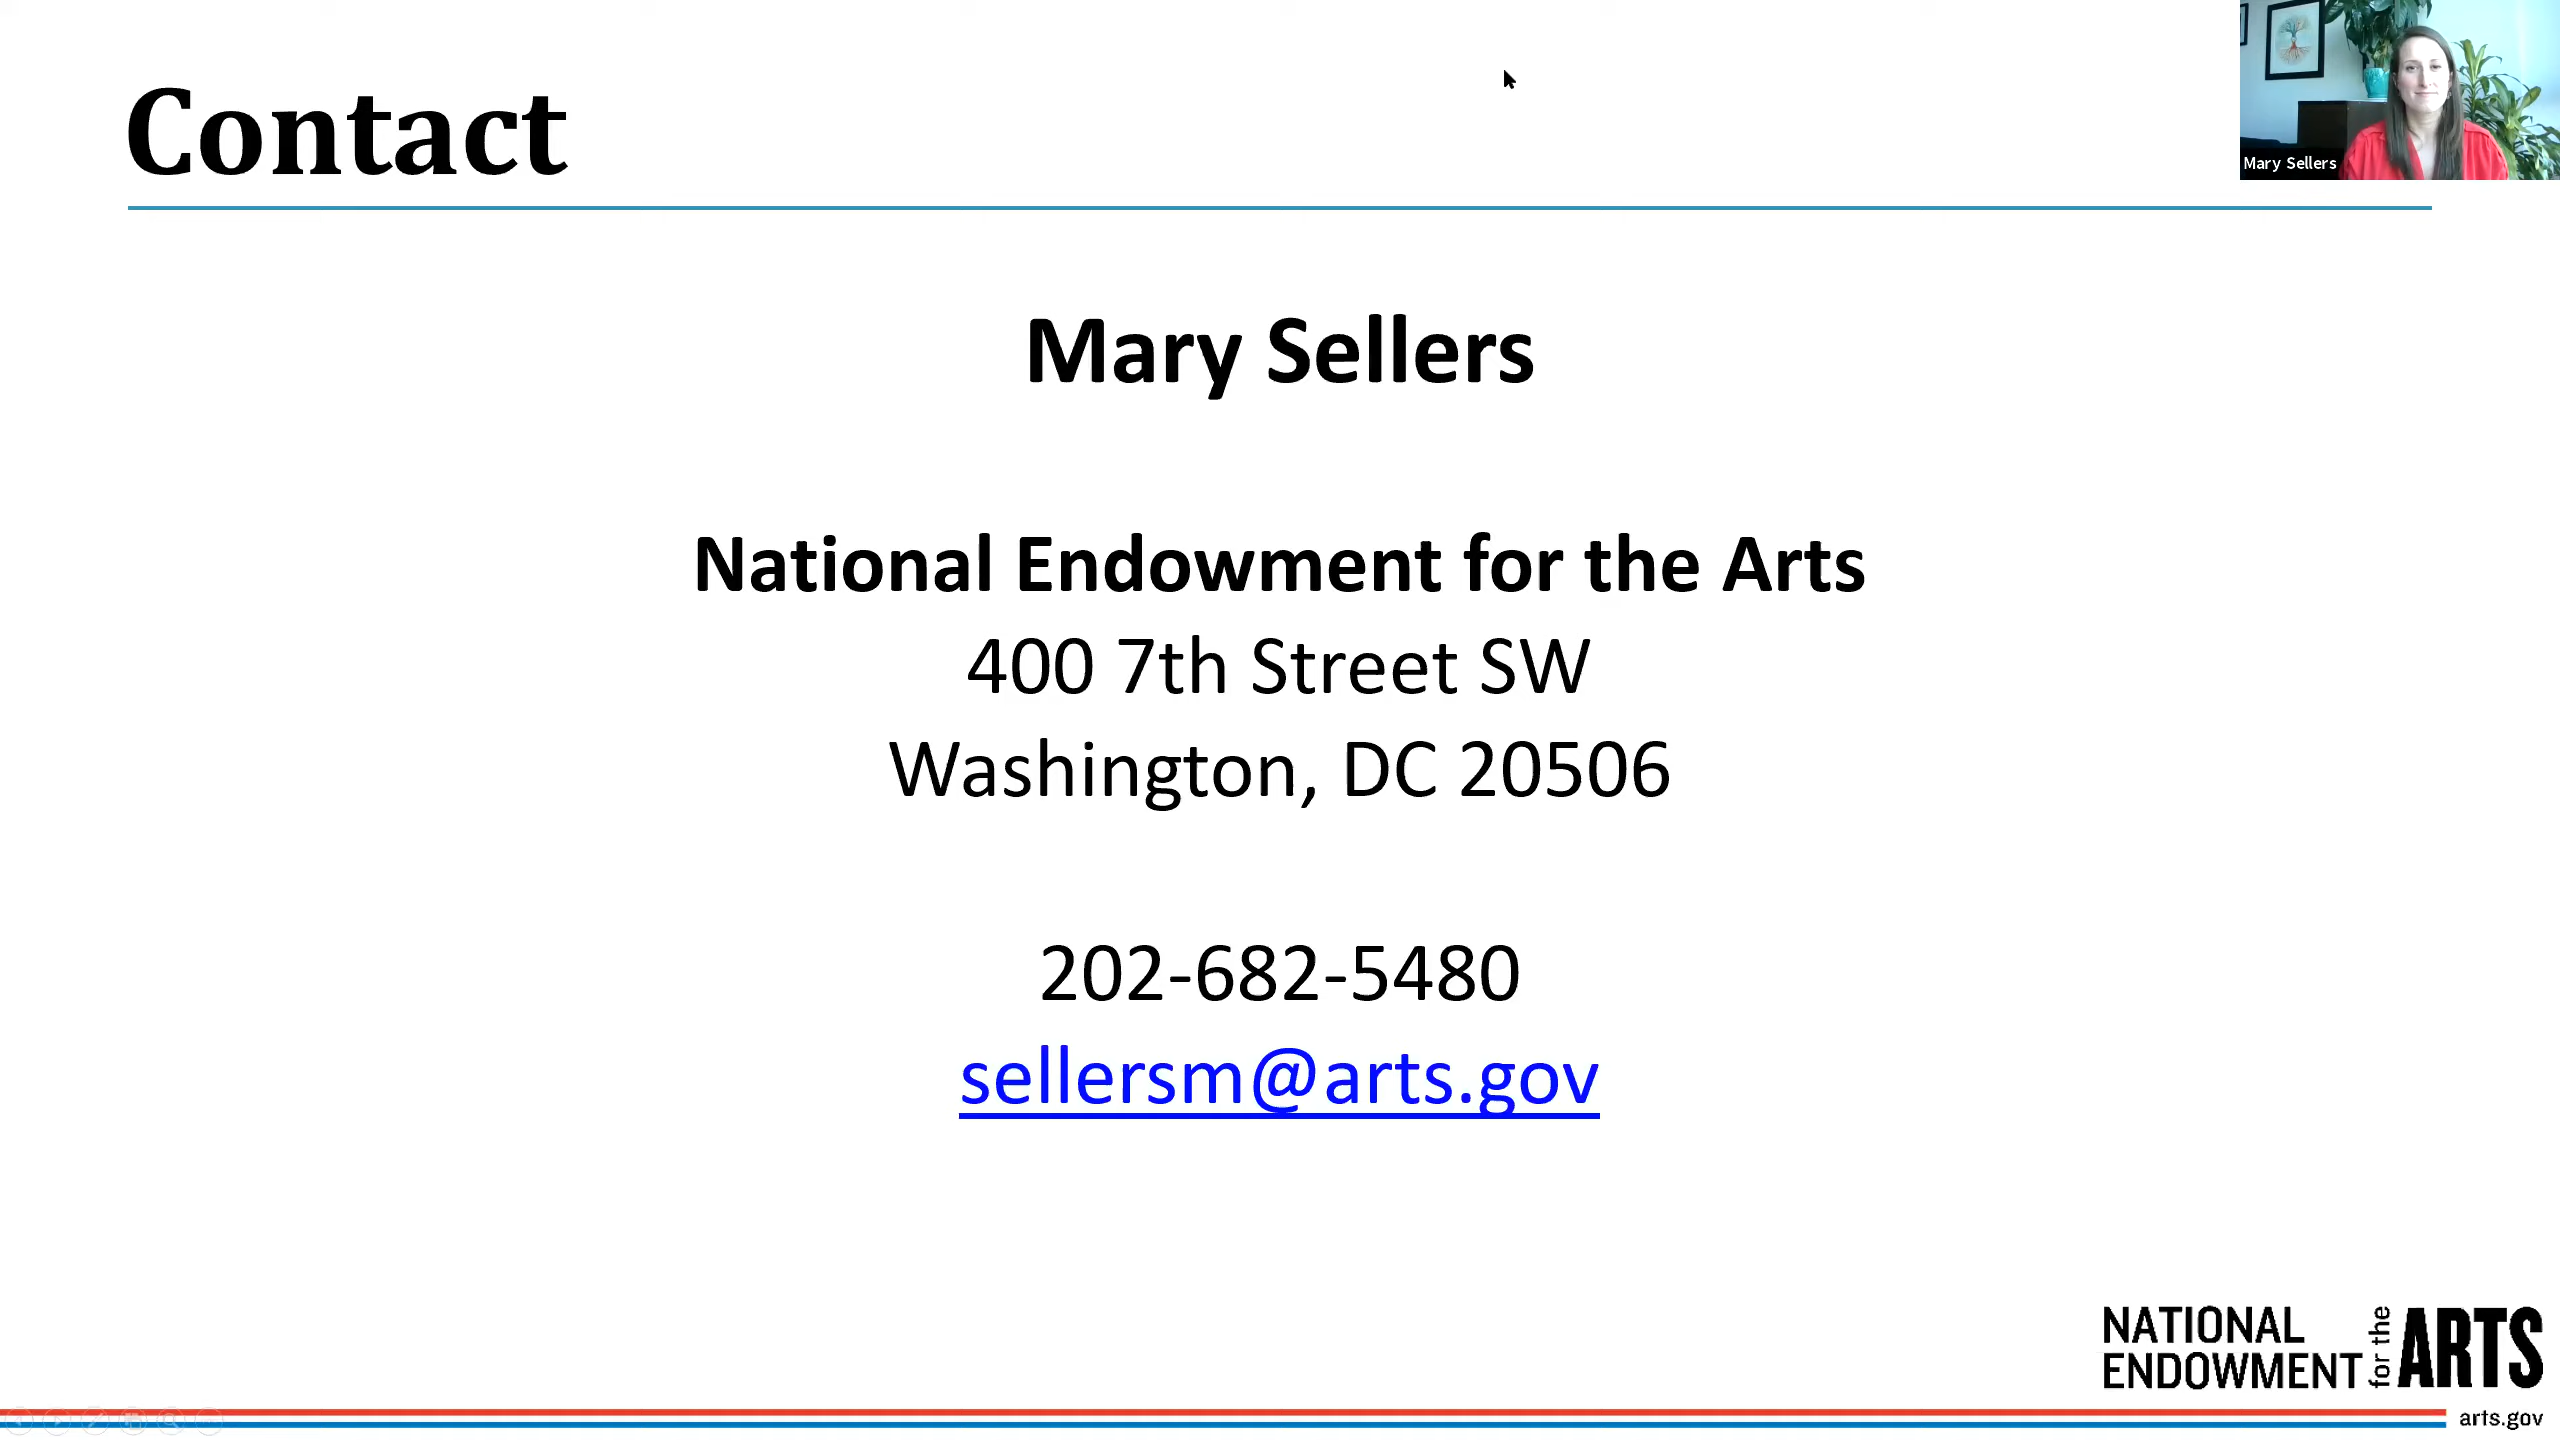 Contact
Mary Sellers
Mary Sellers
National Endowment for the Arts
400 7th Street SW
Washington, DC 20506
202-682-5480
sellersm@arts.gov
NATIONAL
ENDOWMENT
for the
ARTS
arts.gov